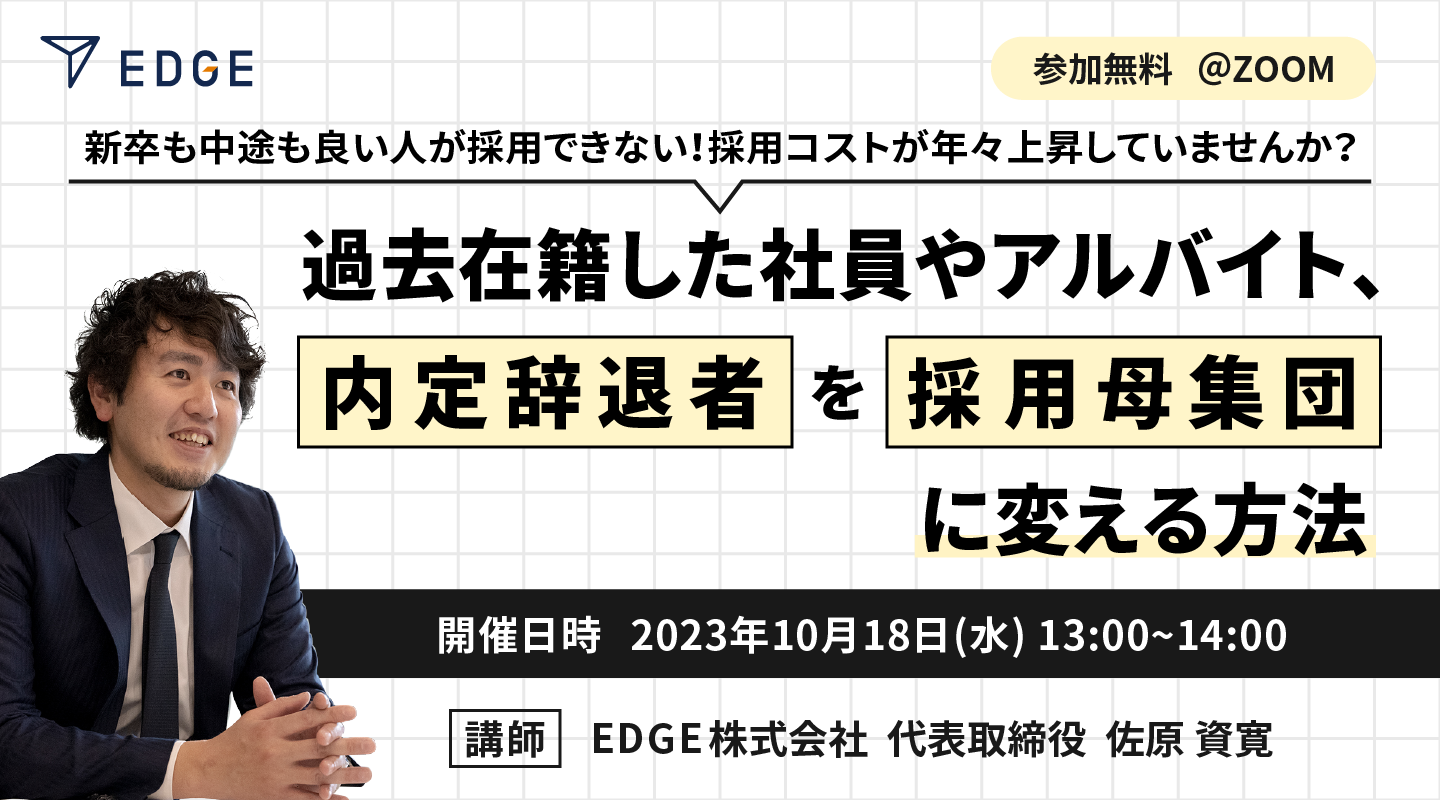 EDGE
参加無料 @ZOOM
新卒も中途も良い人が採用できない!採用コストが年々上昇していませんか?
過去在籍した社員やアルバイト、
内定辞退者を採用母集団
に変える方法
開催日時 2023年10月18日(水) 13:00~14:00
講師 EDGE株式会社 代表取締役 佐原 資寛